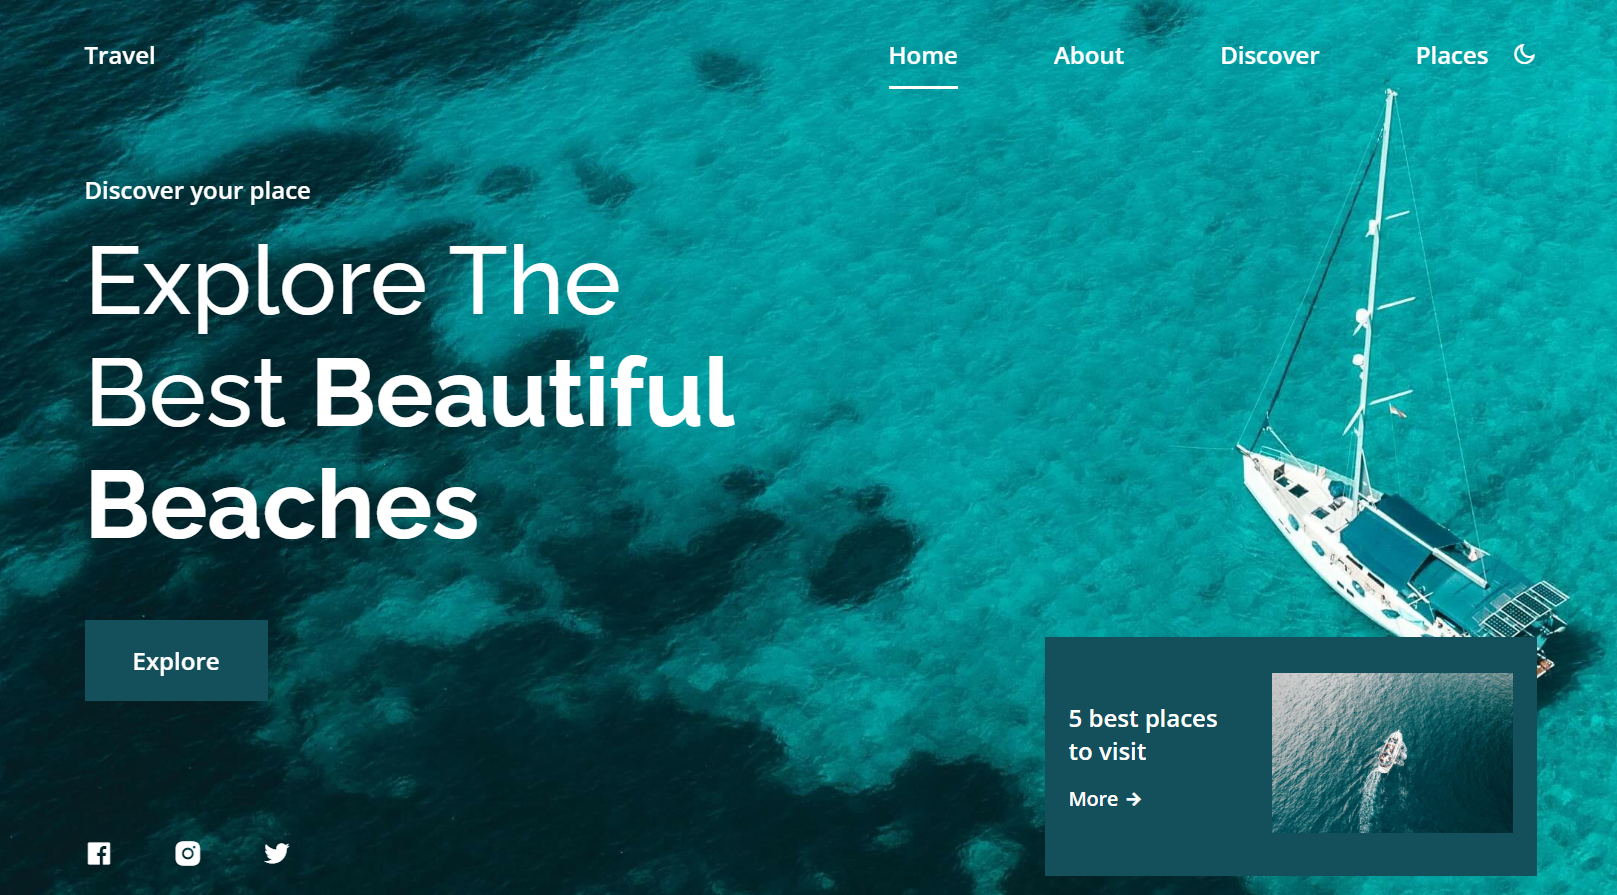 Travel
Home
About
Discover
Places
Discover your place
Explore The
Best Beautiful
Beaches
Explore
5 best places
to visit
More →